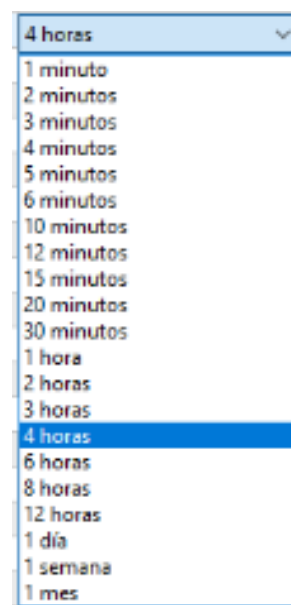 4 horas
1 minuto
2 minutos
3 minutos
4 minutos
5 minutos
6 minutos
10 minutos
12 minutos
15 minutos
20 minutos
30 minutos
1 hora
2 horas
3 horas
4 horas
6 horas
8 horas
12 horas
1 día
1 semana
1 mes